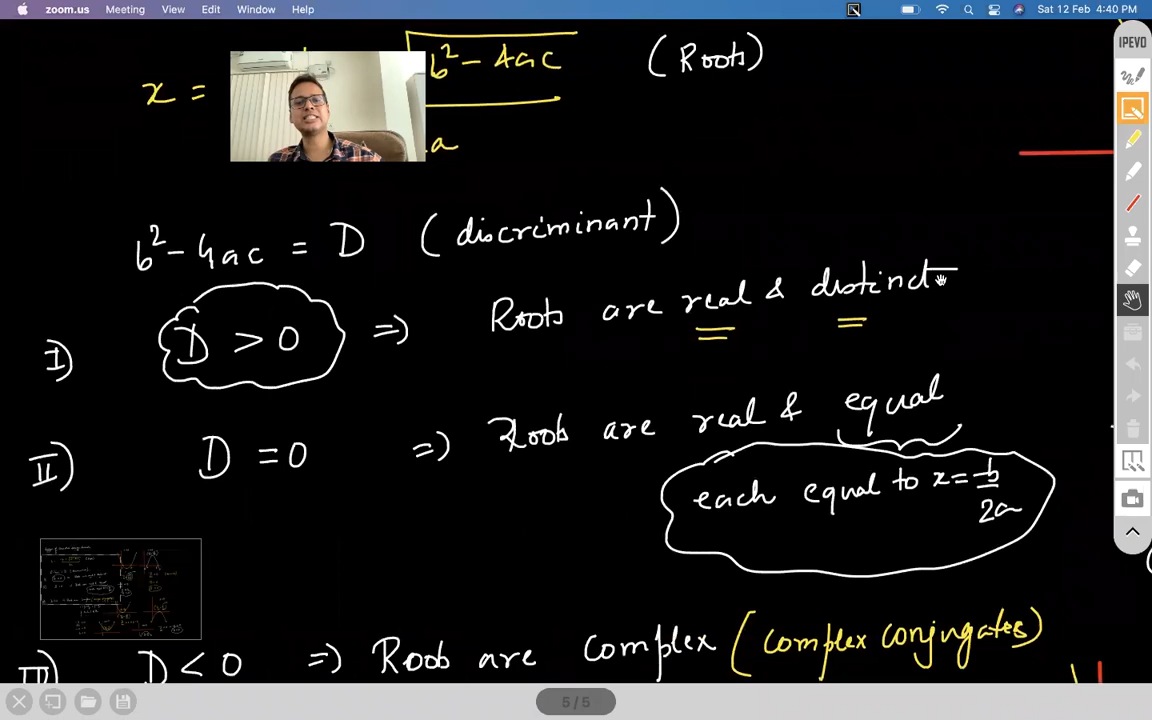 zoom.us Meeting View Edit Window Help Sat 12 Feb 4:40 PM
IPEVO
x = b² - 4ac (Roots)
a
b² - 4ac = D (discriminant)
I) D > 0 => Roots are real & distinct
II) D = 0 => Roots are real & equal
each equal to x = -b/2a
III) D < 0 => Roots are complex (complex conjugates)
5 / 5